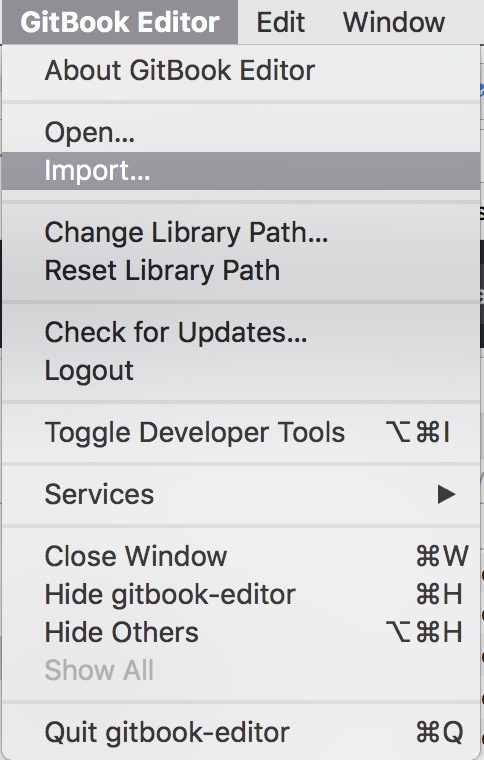 GitBook Editor Edit Window
About GitBook Editor
Open...
Import...
Change Library Path...
Reset Library Path
Check for Updates...
Logout
Toggle Developer Tools ⌥⌘I
Services ▶
Close Window ⌘W
Hide gitbook-editor ⌘H
Hide Others ⌥⌘H
Show All
Quit gitbook-editor ⌘Q